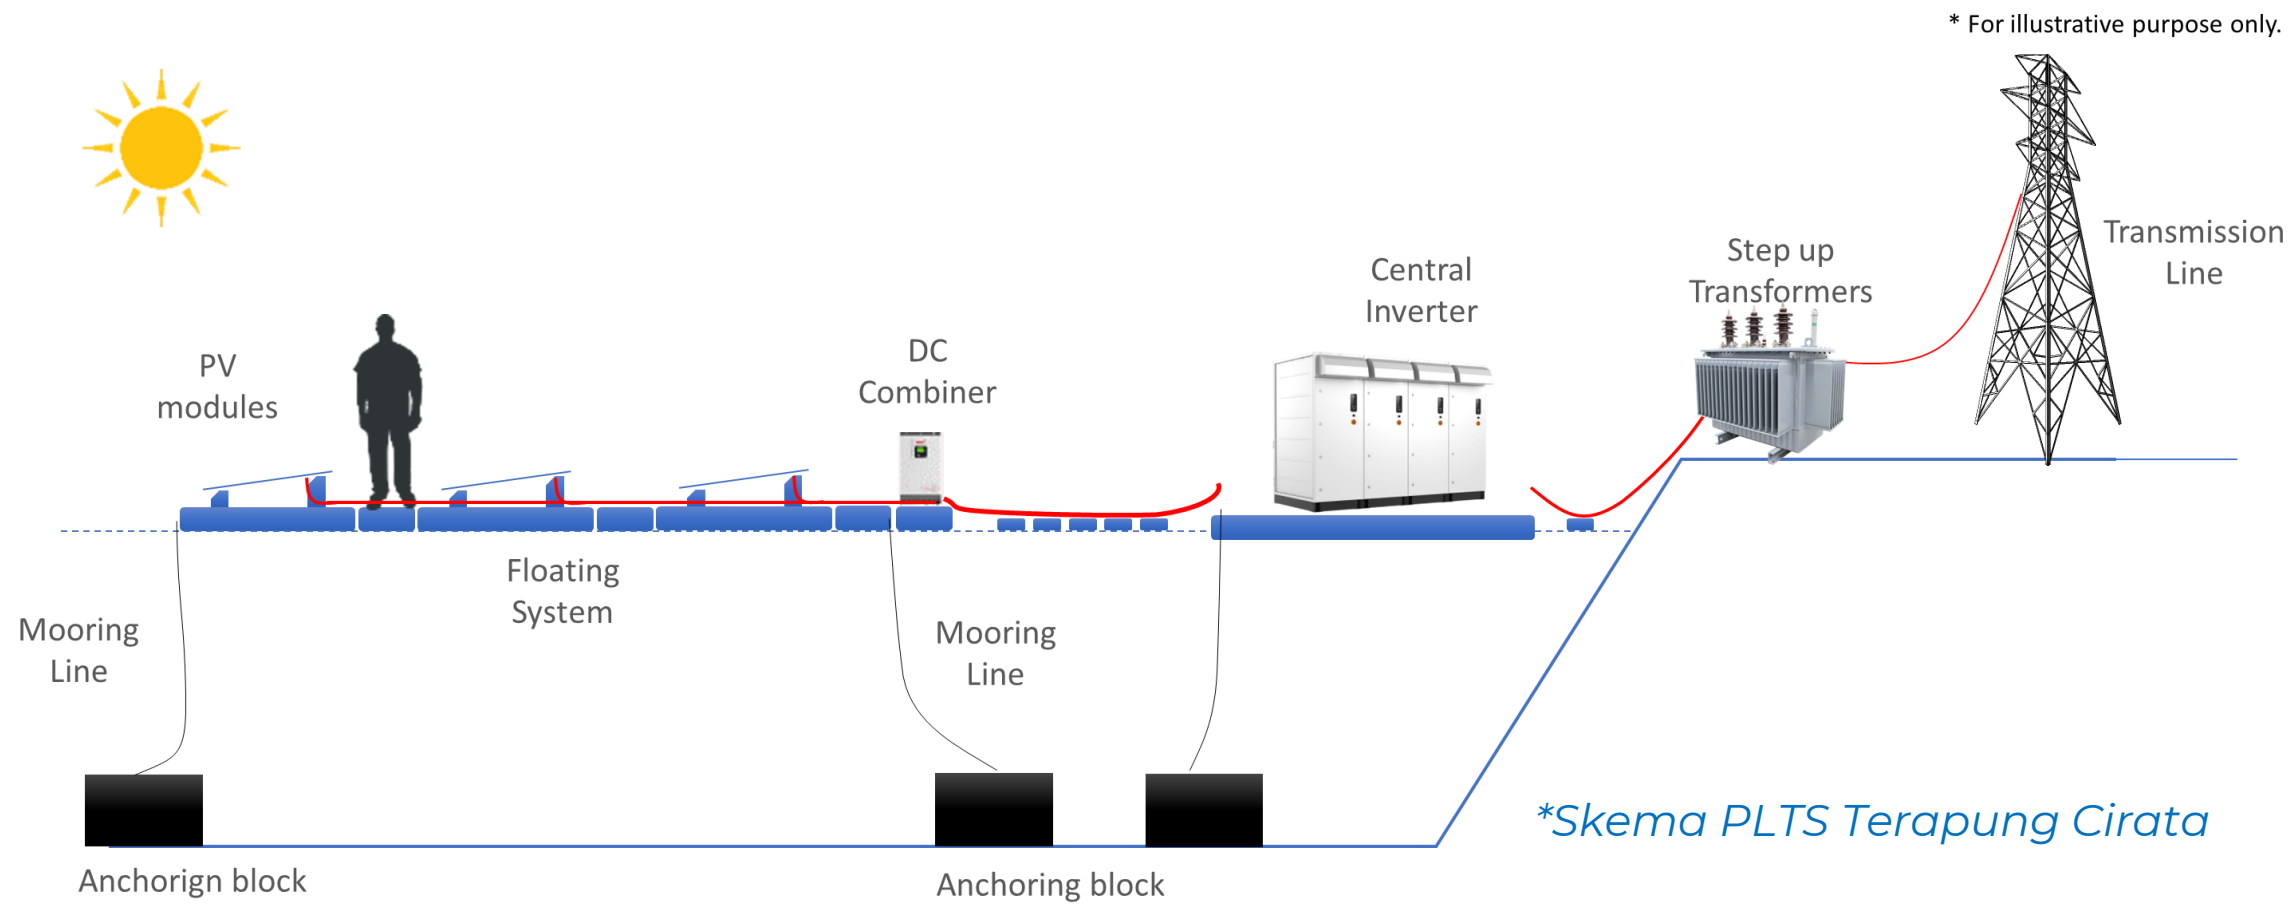 * For illustrative purpose only.
Transmission
Line
Step up
Transformers
Central
Inverter
DC
Combiner
PV
modules
Floating
System
Mooring
Line
Mooring
Line
*Skema PLTS Terapung Cirata
Anchorign block
Anchoring block